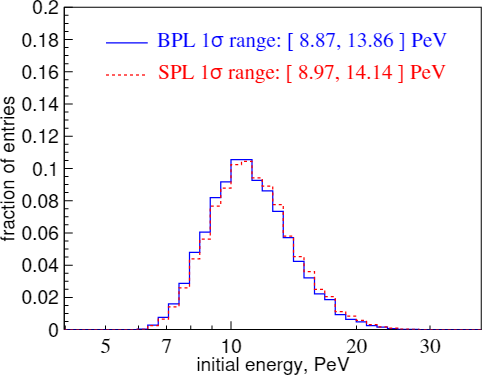 0.2
0.18
0.16
0.14
0.12
0.1
0.08
0.06
0.04
0.02
0
fraction of entries
BPL 1σ range: [ 8.87, 13.86 ] PeV
SPL 1σ range: [ 8.97, 14.14 ] PeV
5 7 10 20 30
initial energy, PeV